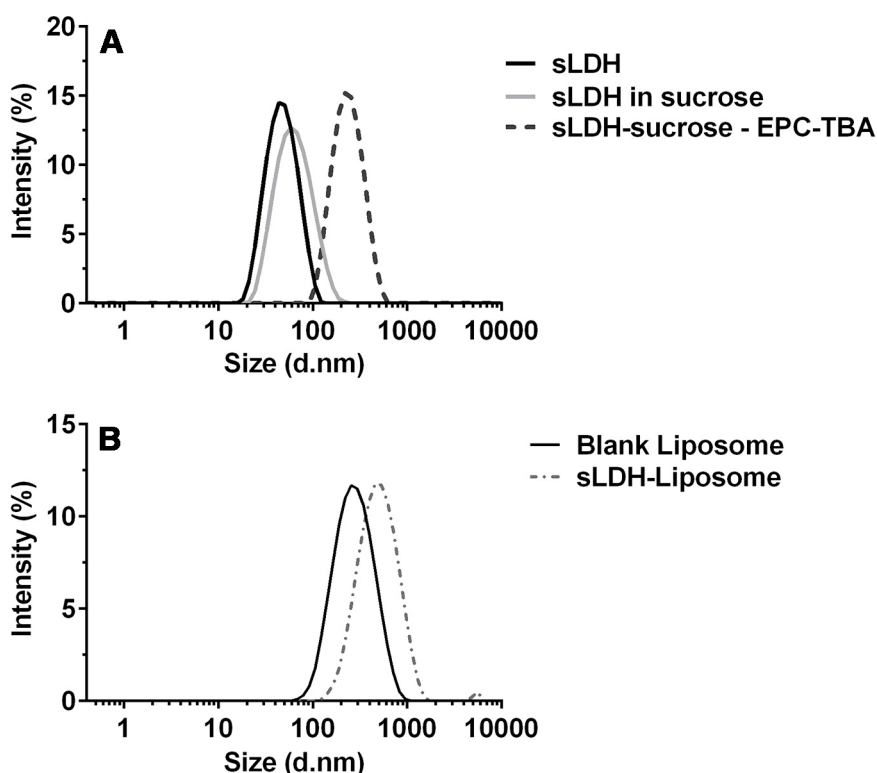 A
20
15
10
5
0
Intensity (%)
1 10 100 1000 10000
Size (d.nm)
sLDH
sLDH in sucrose
sLDH-sucrose - EPC-TBA
B
15
10
5
0
Intensity (%)
1 10 100 1000 10000
Size (d.nm)
Blank Liposome
sLDH-Liposome